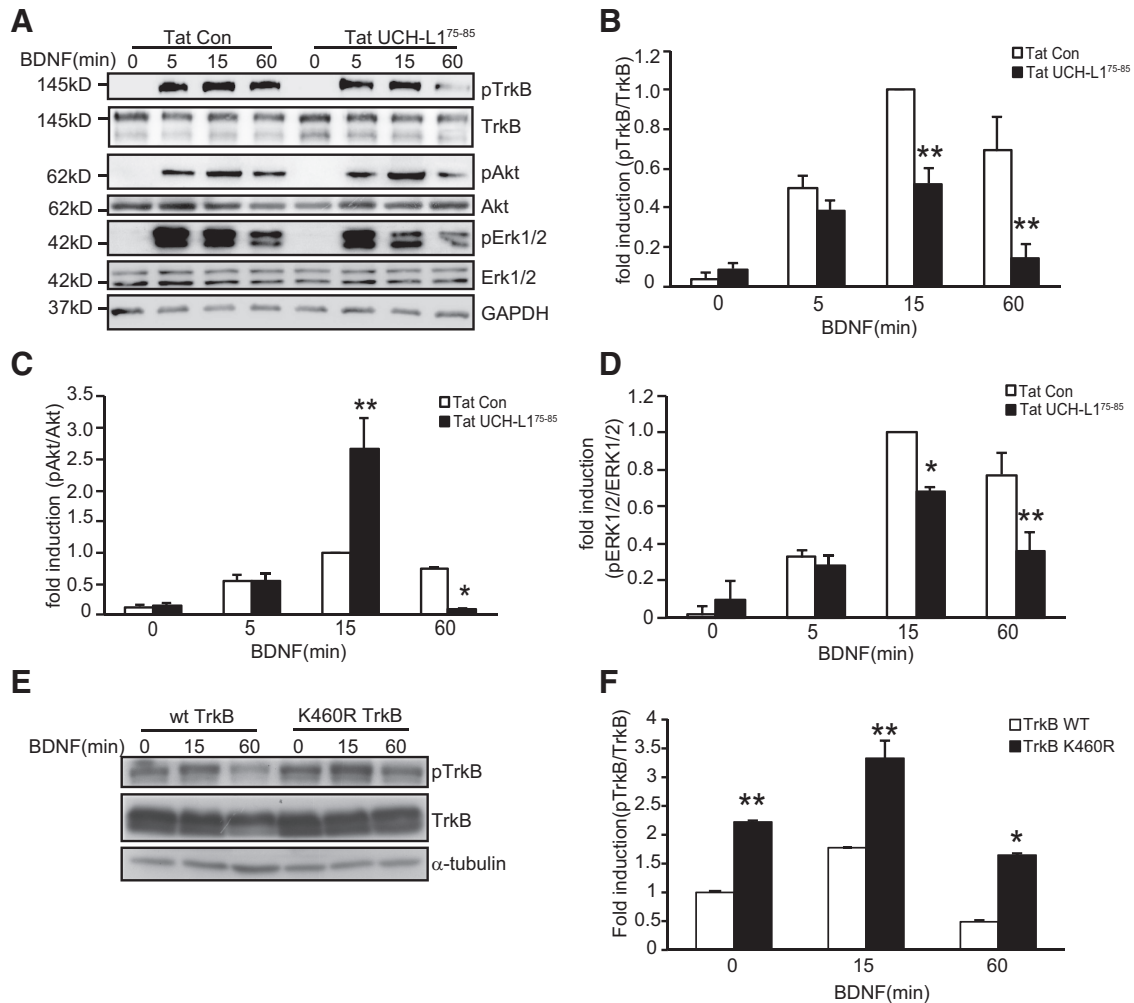 A
Tat Con Tat UCH-L1⁷⁵⁻⁸⁵
BDNF(min) 0 5 15 60 0 5 15 60
145kD pTrkB
145kD TrkB
62kD pAkt
62kD Akt
42kD pErk1/2
42kD Erk1/2
37kD GAPDH
B
fold induction (pTrkB/TrkB)
1.2
1.0
0.8
0.6
0.4
0.2
0
Tat Con
Tat UCH-L1⁷⁵⁻⁸⁵
**
**
0 5 15 60
BDNF(min)
C
fold induction (pAkt/Akt)
3.5
3.0
2.5
2.0
1.5
1.0
0.5
0
Tat Con
Tat UCH-L1⁷⁵⁻⁸⁵
**
*
0 5 15 60
BDNF(min)
D
fold induction
(pERK1/2/ERK1/2)
1.2
1.0
0.8
0.6
0.4
0.2
0
Tat Con
Tat UCH-L1⁷⁵⁻⁸⁵
*
**
0 5 15 60
BDNF(min)
E
wt TrkB K460R TrkB
BDNF(min) 0 15 60 0 15 60
pTrkB
TrkB
α-tubulin
F
Fold induction(pTrkB/TrkB)
4
3.5
3
2.5
2
1.5
1
0.5
0
TrkB WT
TrkB K460R
**
**
*
0 15 60
BDNF(min)